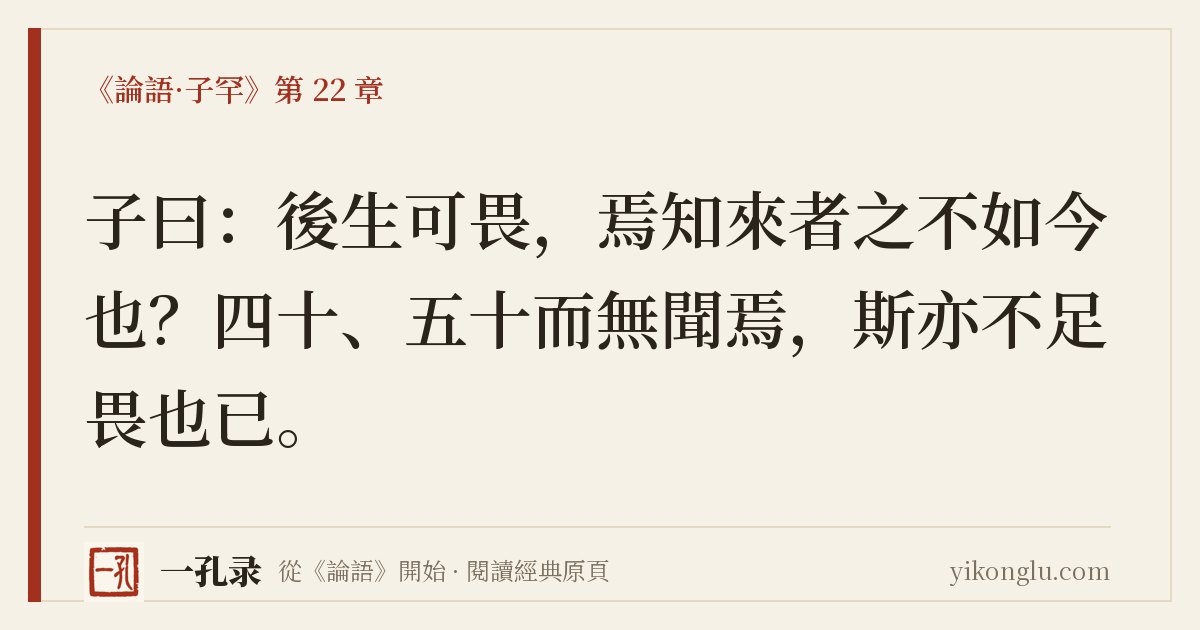 《論語·子罕》第 22 章
子曰：後生可畏，焉知來者之不如今
也？四十、五十而無聞焉，斯亦不足
畏也已。
一孔
一孔录 從《論語》開始 · 閱讀經典原頁 yikonglu.com